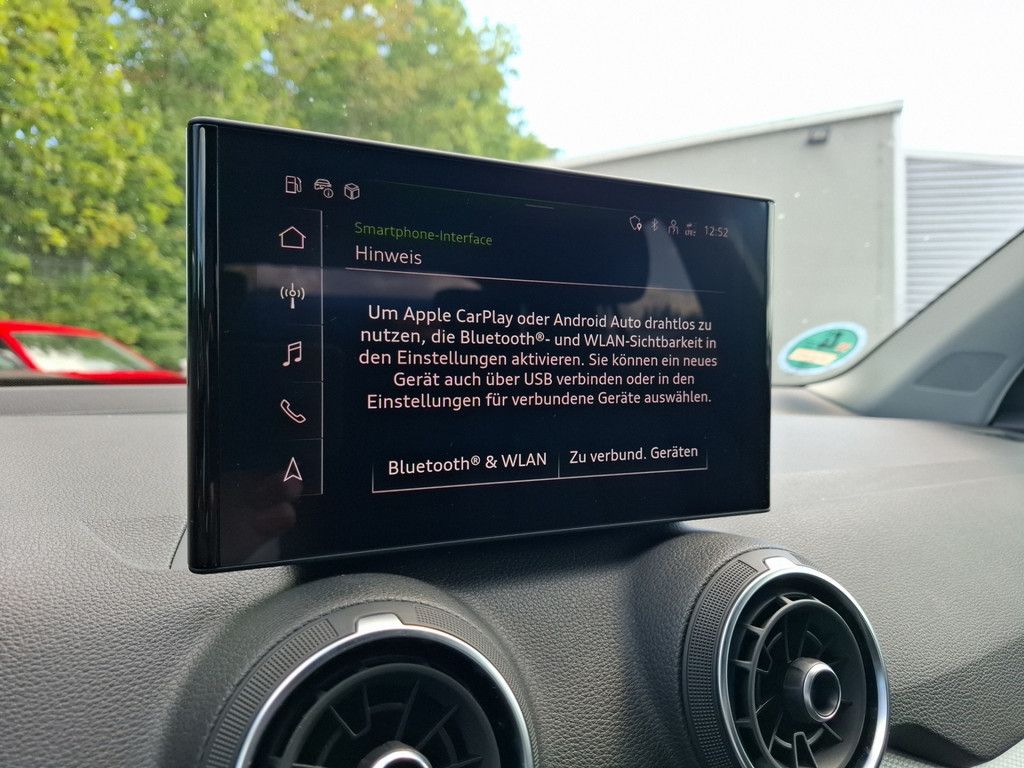 12:52
Smartphone-Interface
Hinweis
Um Apple CarPlay oder Android Auto drahtlos zu
nutzen, die Bluetooth®- und WLAN-Sichtbarkeit in
den Einstellungen aktivieren. Sie können ein neues
Gerät auch über USB verbinden oder in den
Einstellungen für verbundene Geräte auswählen.
Bluetooth® & WLAN
Zu verbund. Geräten